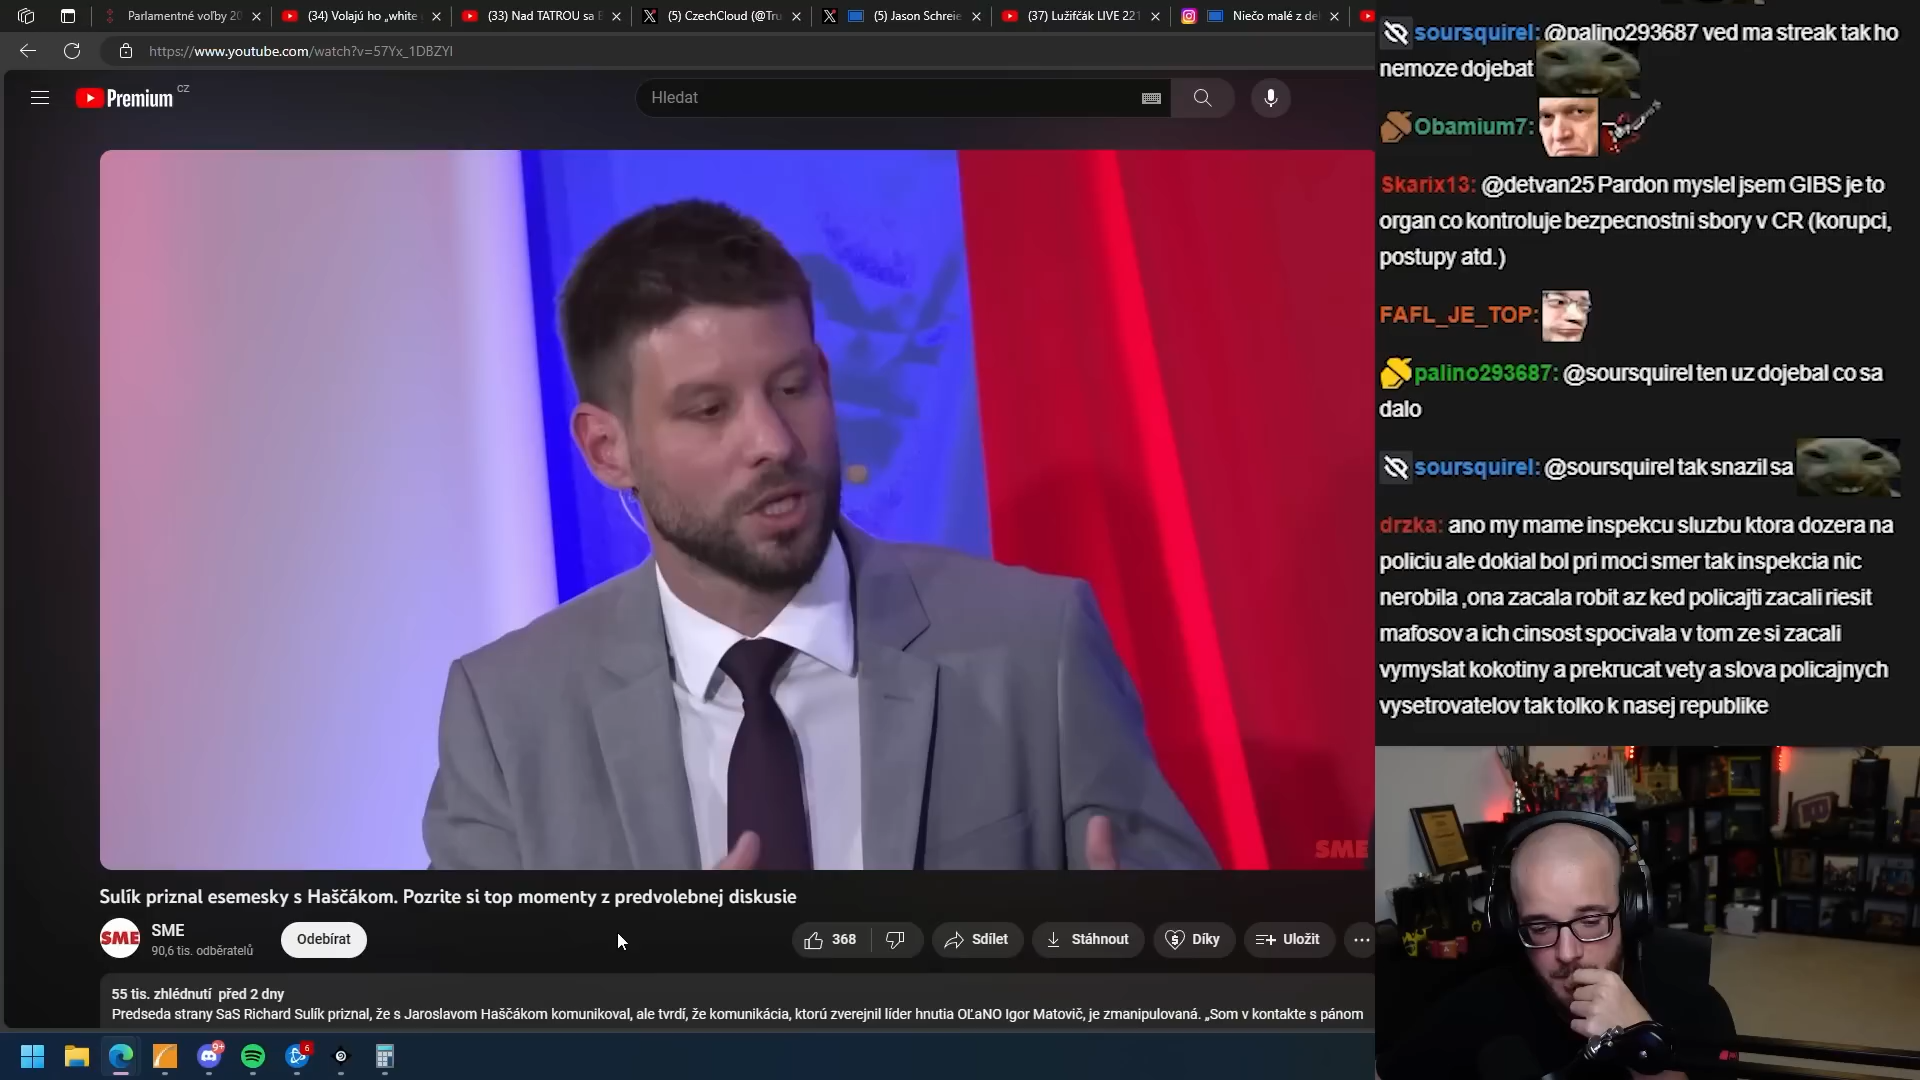 Parlamentné voľby 20
(34) Volajú ho „white
(33) Nad TATROU sa
(5) CzechCloud (@Tru
(5) Jason Schreie
(37) Lužifčák LIVE 221
Niečo malé z de
https://www.youtube.com/watch?v=57Yx_1DBZYI
Premium CZ
Hledat
SME
Sulík priznal esemesky s Haščákom. Pozrite si top momenty z predvolebnej diskusie
SME
SME
90,6 tis. odběratelů
Odebírat
368
Sdílet
Stáhnout
Díky
Uložit
55 tis. zhlédnutí před 2 dny
Predseda strany SaS Richard Sulík priznal, že s Jaroslavom Haščákom komunikoval, ale tvrdí, že komunikácia, ktorú zverejnil líder hnutia OĽaNO Igor Matovič, je zmanipulovaná. „Som v kontakte s pánom
9+
6
soursquirel: @palino293687 ved ma streak tak ho
nemoze dojebat
Obamium7:
Skarix13: @detvan25 Pardon myslel jsem GIBS je to
organ co kontroluje bezpecnostni sbory v CR (korupci,
postupy atd.)
FAFL_JE_TOP:
palino293687: @soursquirel ten uz dojebal co sa
dalo
soursquirel: @soursquirel tak snazil sa
drzka: ano my mame inspekcu sluzbu ktora dozera na
policiu ale dokial bol pri moci smer tak inspekcia nic
nerobila ,ona zacala robit az ked policajti zacali riesit
mafosov a ich cinsost spocivala v tom ze si zacali
vymyslat kokotiny a prekrucat vety a slova policajnych
vysetrovatelov tak tolko k nasej republike